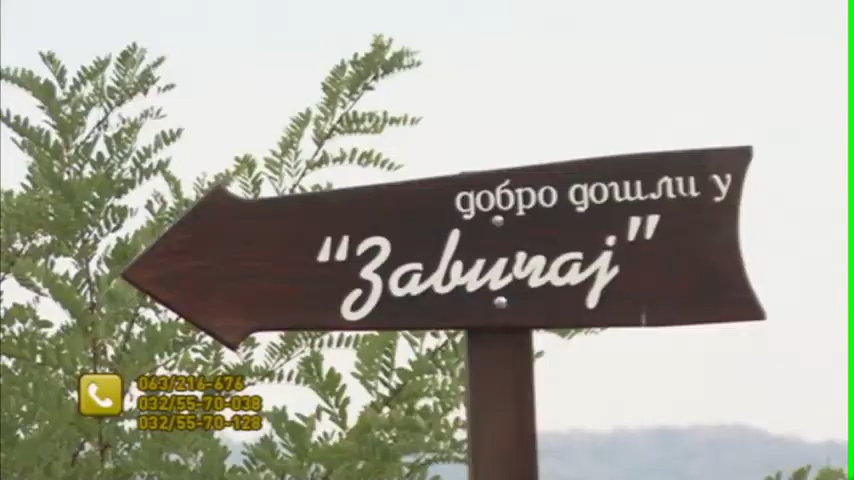 добро дошли у
"Завичај"
063/216-676
032/55-70-038
032/55-70-128